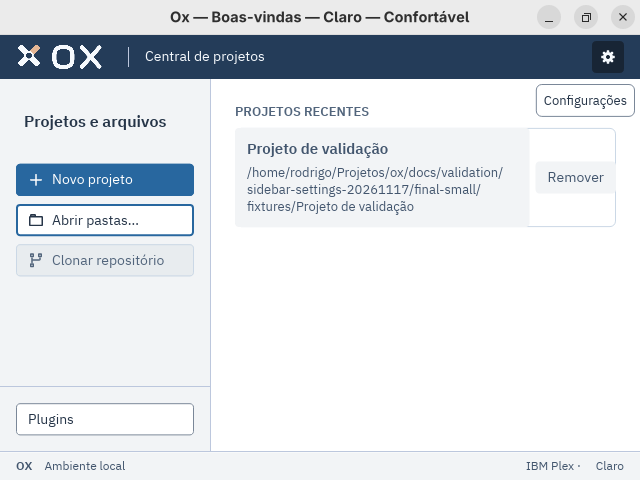 Ox — Boas-vindas — Claro — Confortável
OX
Central de projetos
Configurações
Projetos e arquivos
Novo projeto
Abrir pastas...
Clonar repositório
Plugins
PROJETOS RECENTES
Projeto de validação
/home/rodrigo/Projetos/ox/docs/validation/
sidebar-settings-20261117/final-small/
fixtures/Projeto de validação
Remover
OX Ambiente local
IBM Plex · Claro